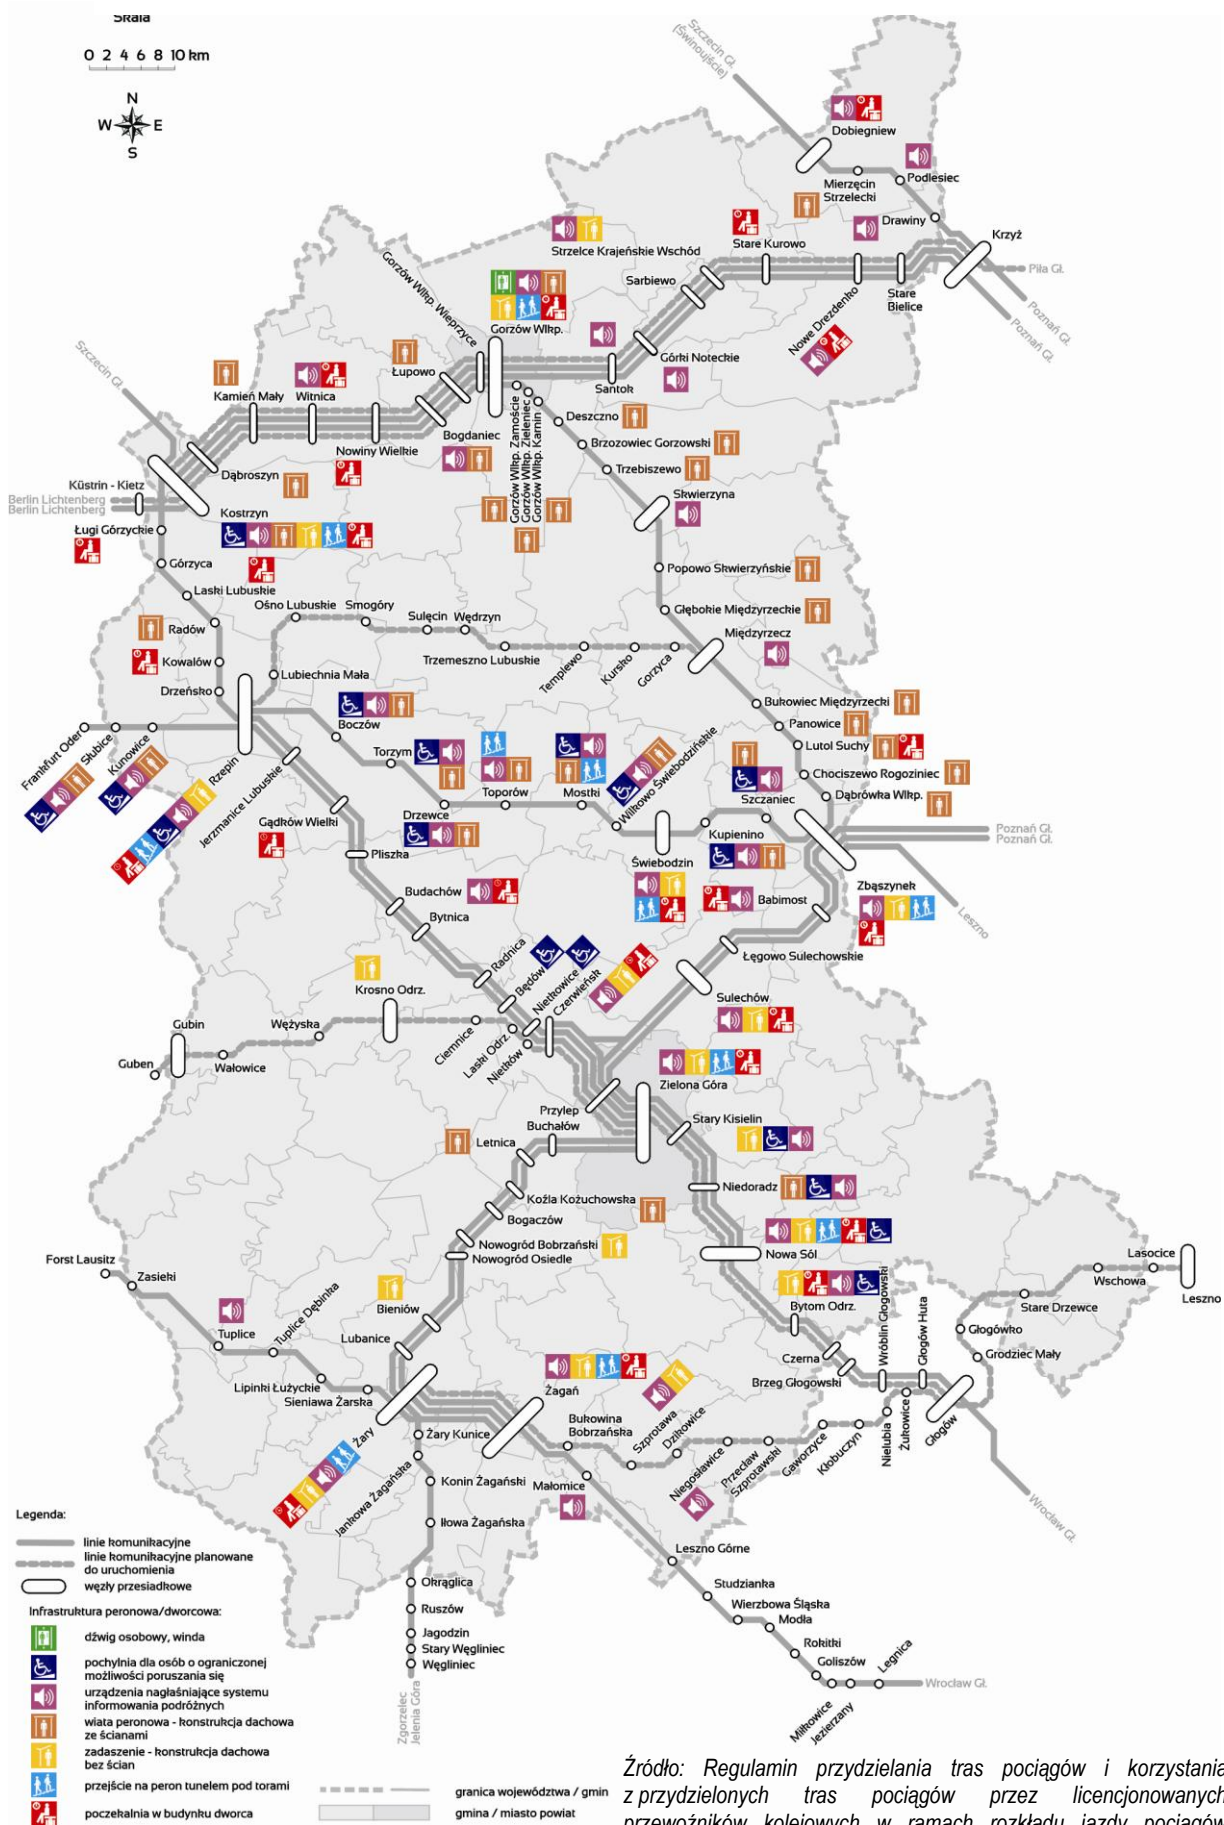 Skala
0 2 4 6 8 10 km
N
W E
S
Szczecin Gł.
(Świnoujście)
Dobiegniew
Mierzęcin
Strzelecki
Podlesiec
Drawiny
Krzyż
Piła Gł.
Poznań Gł.
Poznań Gł.
Strzelce Krajeńskie Wschód
Stare Kurowo
Sarbiewo
Nowe Drezdenko
Stare
Bielice
Gorzów Wlkp. Wieprzyce
Gorzów Wlkp.
Santok
Górki Noteckie
Szczecin Gł.
Kamień Mały
Witnica
Łupowo
Nowiny Wielkie
Bogdaniec
Gorzów Wlkp. Zamoście
Gorzów Wlkp. Zieleniec
Gorzów Wlkp. Karnin
Deszczno
Brzozowiec Gorzowski
Trzebiszewo
Skwierzyna
Dąbroszyn
Küstrin - Kietz
Berlin Lichtenberg
Berlin Lichtenberg
Kostrzyn
Ługi Górzyckie
Górzyca
Laski Lubuskie
Radów
Kowalów
Drzeńsko
Popowo Skwierzyńskie
Głębokie Międzyrzeckie
Międzyrzecz
Ośno Lubuskie
Smogóry
Sulęcin
Wędrzyn
Trzemeszno Lubuskie
Templewo
Kursko
Gorzyca
Lubiechnia Mała
Bukowiec Międzyrzecki
Panowice
Lutol Suchy
Chociszewo Rogoziniec
Dąbrówka Wlkp.
Frankfurt Oder
Słubice
Kunowice
Rzepin
Jerzmanice Lubuskie
Boczów
Torzym
Drzewce
Toporów
Mostki
Wilkowo Świebodzińskie
Świebodzin
Kupienino
Szczaniec
Poznań Gł.
Poznań Gł.
Leszno
Zbąszynek
Babimost
Łęgowo Sulechowskie
Sulechów
Gądków Wielki
Pliszka
Budachów
Bytnica
Radnica
Będów
Nietkowice
Czerwieńsk
Krosno Odrz.
Gubin
Guben
Wałowice
Wężyska
Ciemnice
Laski Odrz.
Nietków
Zielona Góra
Przylep
Buchałów
Letnica
Stary Kisielin
Niedoradz
Koźla Kożuchowska
Bogaczów
Nowogród Bobrzański
Nowogród Osiedle
Nowa Sól
Bytom Odrz.
Czerna
Brzeg Głogowski
Wróblin Głogowski
Głogów Huta
Głogówko
Grodziec Mały
Stare Drzewce
Wschowa
Lasocice
Leszno
Głogów
Żukowice
Nielubia
Kłobuczyn
Gaworzyce
Przecław
Szprotawski
Niegosławice
Dzikowice
Szprotawa
Wrocław Gł.
Forst Lausitz
Zasieki
Tuplice
Tuplice Dębinka
Lipinki Łużyckie
Sieniawa Żarska
Bieniów
Lubanice
Żary
Żagań
Bukowina
Bobrzańska
Małomice
Żary Kunice
Jankowa Żagańska
Konin Żagański
Iłowa Żagańska
Okrąglica
Ruszów
Jagodzin
Stary Węgliniec
Węgliniec
Zgorzelec
Jelenia Góra
Leszno Górne
Studzianka
Wierzbowa Śląska
Modła
Rokitki
Goliszów
Miłkowice
Jezierzany
Legnica
Wrocław Gł.
Legenda:
linie komunikacyjne
linie komunikacyjne planowane
do uruchomienia
węzły przesiadkowe
Infrastruktura peronowa/dworcowa:
dźwig osobowy, winda
pochylnia dla osób o ograniczonej
możliwości poruszania się
urządzenia nagłaśniające systemu
informowania podróżnych
wiata peronowa - konstrukcja dachowa
ze ścianami
zadaszenie - konstrukcja dachowa
bez ścian
przejście na peron tunelem pod torami
poczekalnia w budynku dworca
granica województwa / gmin
gmina / miasto powiat
Źródło: Regulamin przydzielania tras pociągów i korzystania
z przydzielonych tras pociągów przez licencjonowanych
przewoźników kolejowych w ramach rozkładu jazdy pociągów